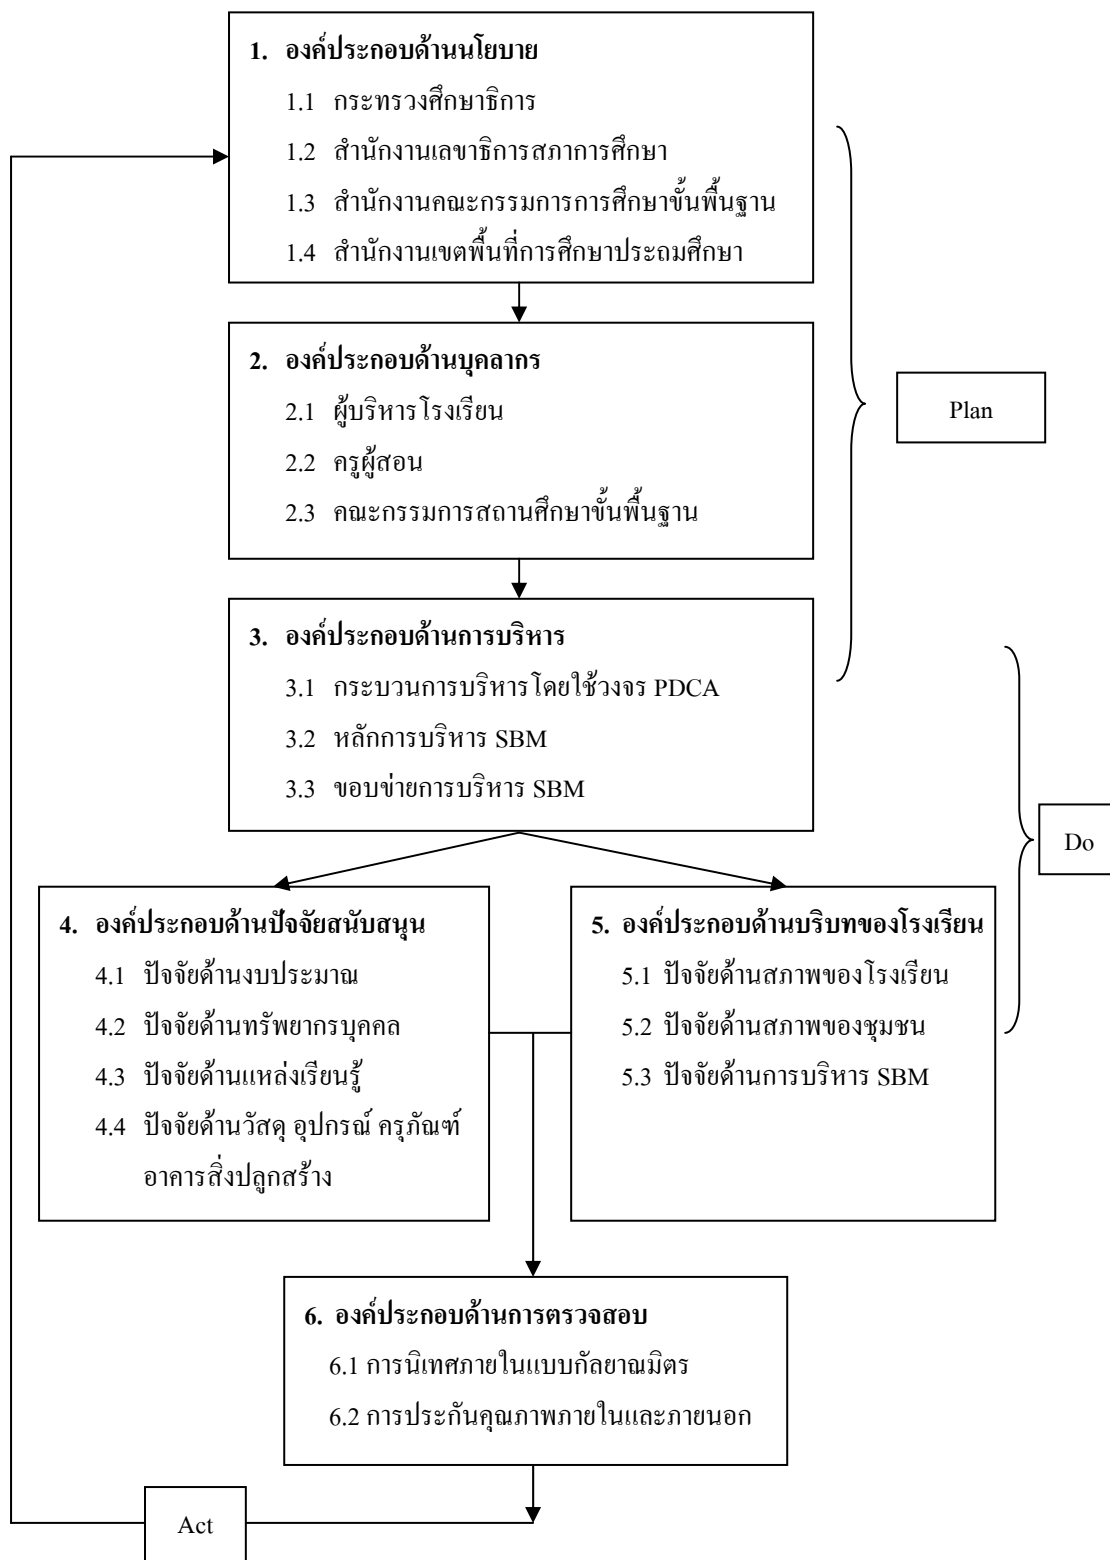 1. องค์ประกอบด้านนโยบาย
1.1 กระทรวงศึกษาธิการ
1.2 สำนักงานเลขาธิการสภาการศึกษา
1.3 สำนักงานคณะกรรมการการศึกษาขั้นพื้นฐาน
1.4 สำนักงานเขตพื้นที่การศึกษาประถมศึกษา
2. องค์ประกอบด้านบุคลากร
2.1 ผู้บริหารโรงเรียน
2.2 ครูผู้สอน
2.3 คณะกรรมการสถานศึกษาขั้นพื้นฐาน
Plan
3. องค์ประกอบด้านการบริหาร
3.1 กระบวนการบริหารโดยใช้วงจร PDCA
3.2 หลักการบริหาร SBM
3.3 ขอบข่ายการบริหาร SBM
Do
4. องค์ประกอบด้านปัจจัยสนับสนุน
4.1 ปัจจัยด้านงบประมาณ
4.2 ปัจจัยด้านทรัพยากรบุคคล
4.3 ปัจจัยด้านแหล่งเรียนรู้
4.4 ปัจจัยด้านวัสดุ อุปกรณ์ ครุภัณฑ์
อาคารสิ่งปลูกสร้าง
5. องค์ประกอบด้านบริบทของโรงเรียน
5.1 ปัจจัยด้านสภาพของโรงเรียน
5.2 ปัจจัยด้านสภาพของชุมชน
5.3 ปัจจัยด้านการบริหาร SBM
6. องค์ประกอบด้านการตรวจสอบ
6.1 การนิเทศภายในแบบกัลยาณมิตร
6.2 การประกันคุณภาพภายในและภายนอก
Act